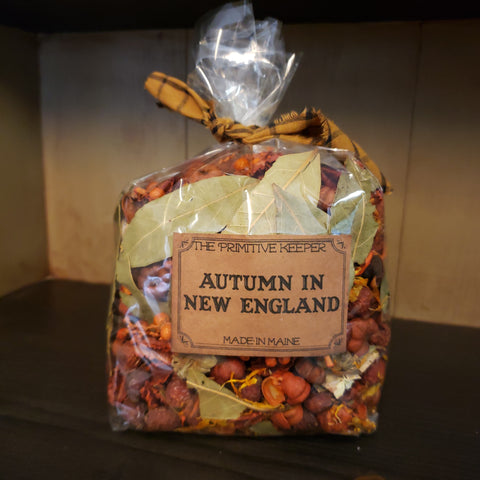 THE PRIMITIVE KEEPER
AUTUMN IN
NEW ENGLAND
MADE IN MAINE